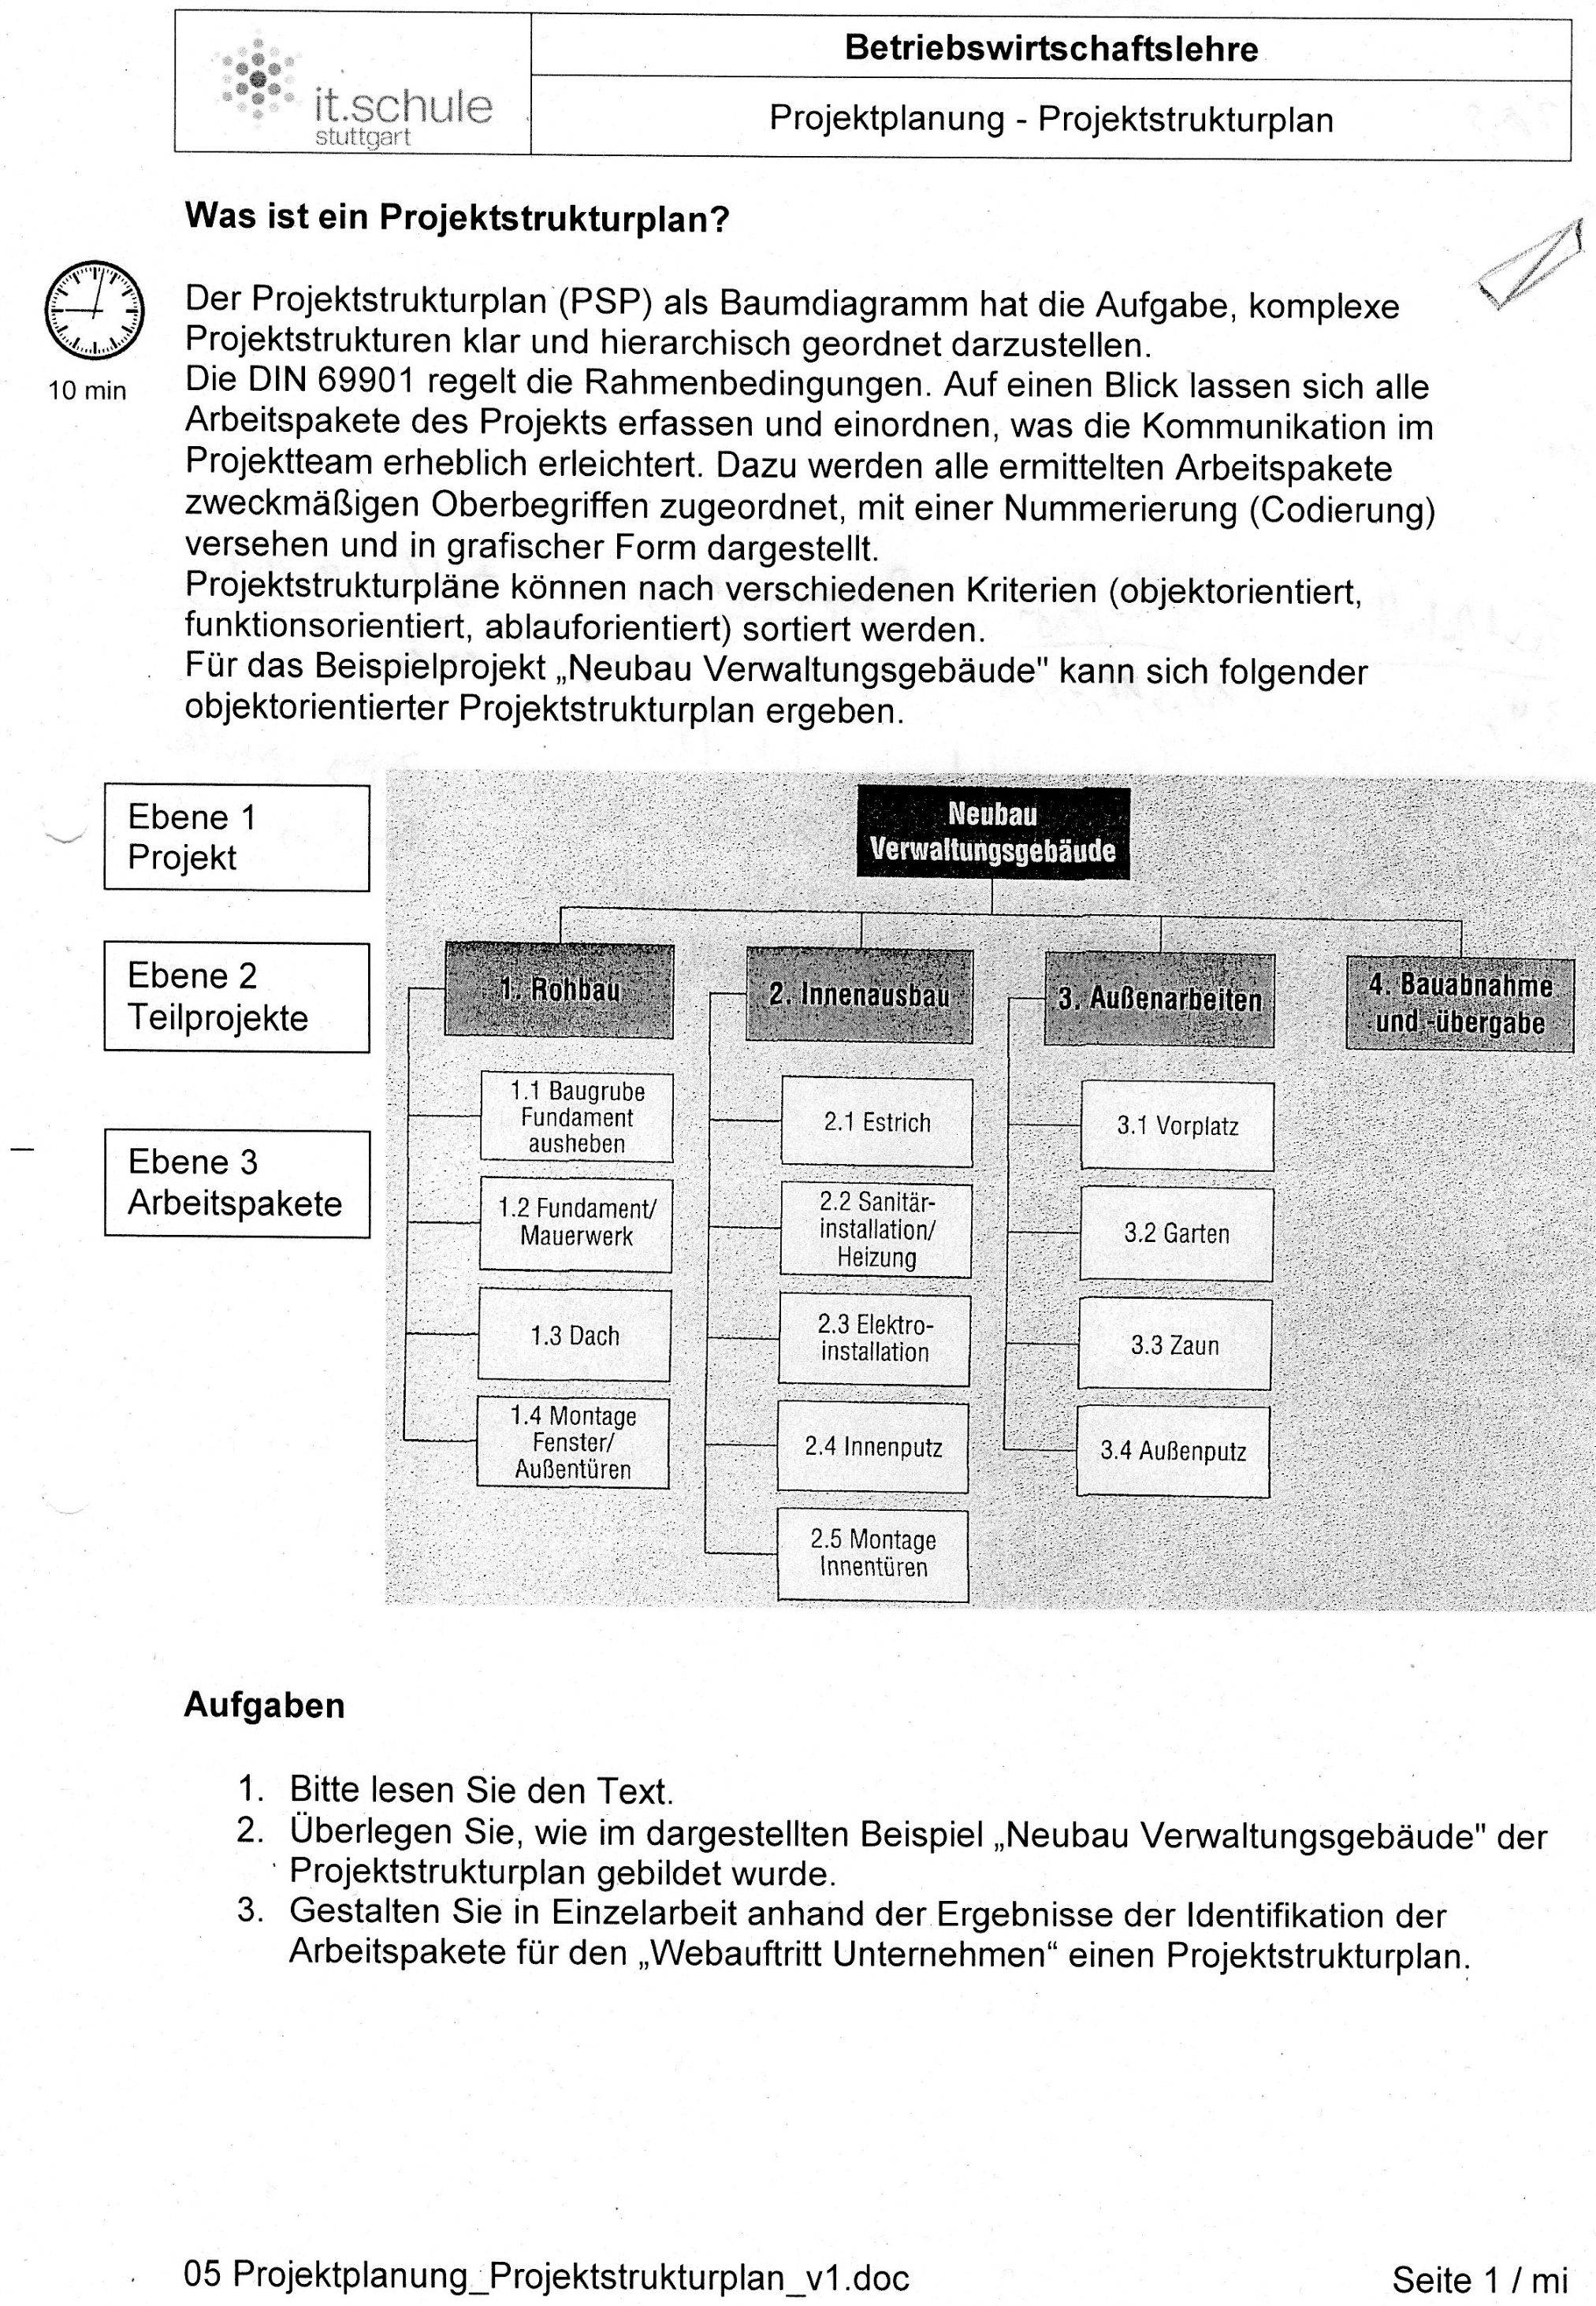 it.schule
stuttgart
Betriebswirtschaftslehre
Projektplanung - Projektstrukturplan
Was ist ein Projektstrukturplan?
10 min
Der Projektstrukturplan (PSP) als Baumdiagramm hat die Aufgabe, komplexe
Projektstrukturen klar und hierarchisch geordnet darzustellen.
Die DIN 69901 regelt die Rahmenbedingungen. Auf einen Blick lassen sich alle
Arbeitspakete des Projekts erfassen und einordnen, was die Kommunikation im
Projektteam erheblich erleichtert. Dazu werden alle ermittelten Arbeitspakete
zweckmäßigen Oberbegriffen zugeordnet, mit einer Nummerierung (Codierung)
versehen und in grafischer Form dargestellt.
Projektstrukturpläne können nach verschiedenen Kriterien (objektorientiert,
funktionsorientiert, ablauforientiert) sortiert werden.
Für das Beispielprojekt „Neubau Verwaltungsgebäude" kann sich folgender
objektorientierter Projektstrukturplan ergeben.
Ebene 1
Projekt
Neubau
Verwaltungsgebäude
Ebene 2
Teilprojekte
1. Rohbau
2. Innenausbau
3. Außenarbeiten
4. Bauabnahme
und -übergabe
Ebene 3
Arbeitspakete
1.1 Baugrube
Fundament
ausheben
1.2 Fundament/
Mauerwerk
1.3 Dach
1.4 Montage
Fenster/
Außentüren
2.1 Estrich
2.2 Sanitär-
installation/
Heizung
2.3 Elektro-
installation
2.4 Innenputz
2.5 Montage
Innentüren
3.1 Vorplatz
3.2 Garten
3.3 Zaun
3.4 Außenputz
Aufgaben
1. Bitte lesen Sie den Text.
2. Überlegen Sie, wie im dargestellten Beispiel „Neubau Verwaltungsgebäude" der
Projektstrukturplan gebildet wurde.
3. Gestalten Sie in Einzelarbeit anhand der Ergebnisse der Identifikation der
Arbeitspakete für den „Webauftritt Unternehmen“ einen Projektstrukturplan.
05 Projektplanung_Projektstrukturplan_v1.doc
Seite 1 / mi